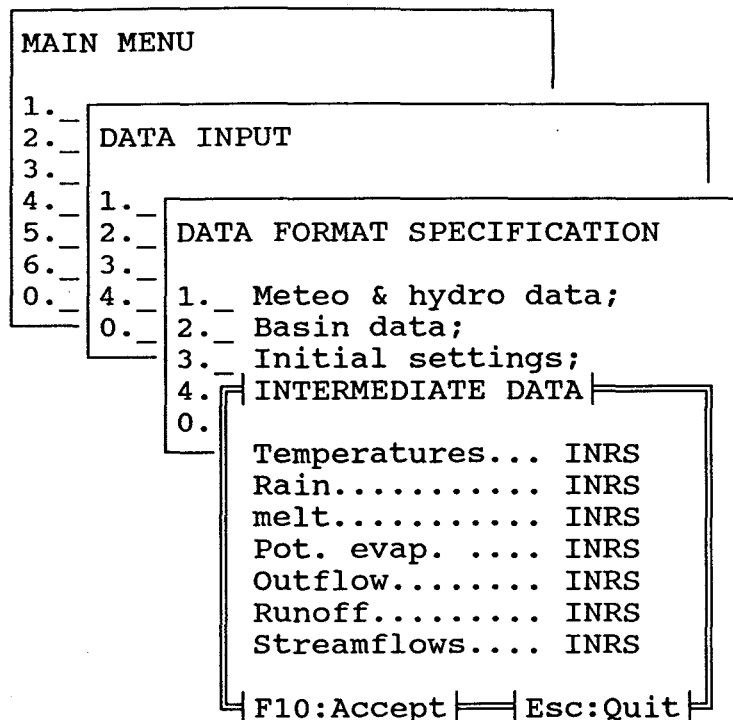 MAIN MENU
1._
2._
3._
4._
5._
6._
0._
DATA INPUT
1._
2._
3._
4._
0._
DATA FORMAT SPECIFICATION
1._ Meteo & hydro data;
2._ Basin data;
3._ Initial settings;
4.
0.
INTERMEDIATE DATA
Temperatures... INRS
Rain........... INRS
melt........... INRS
Pot. evap. .... INRS
Outflow........ INRS
Runoff......... INRS
Streamflows.... INRS
F10:Accept Esc:Quit